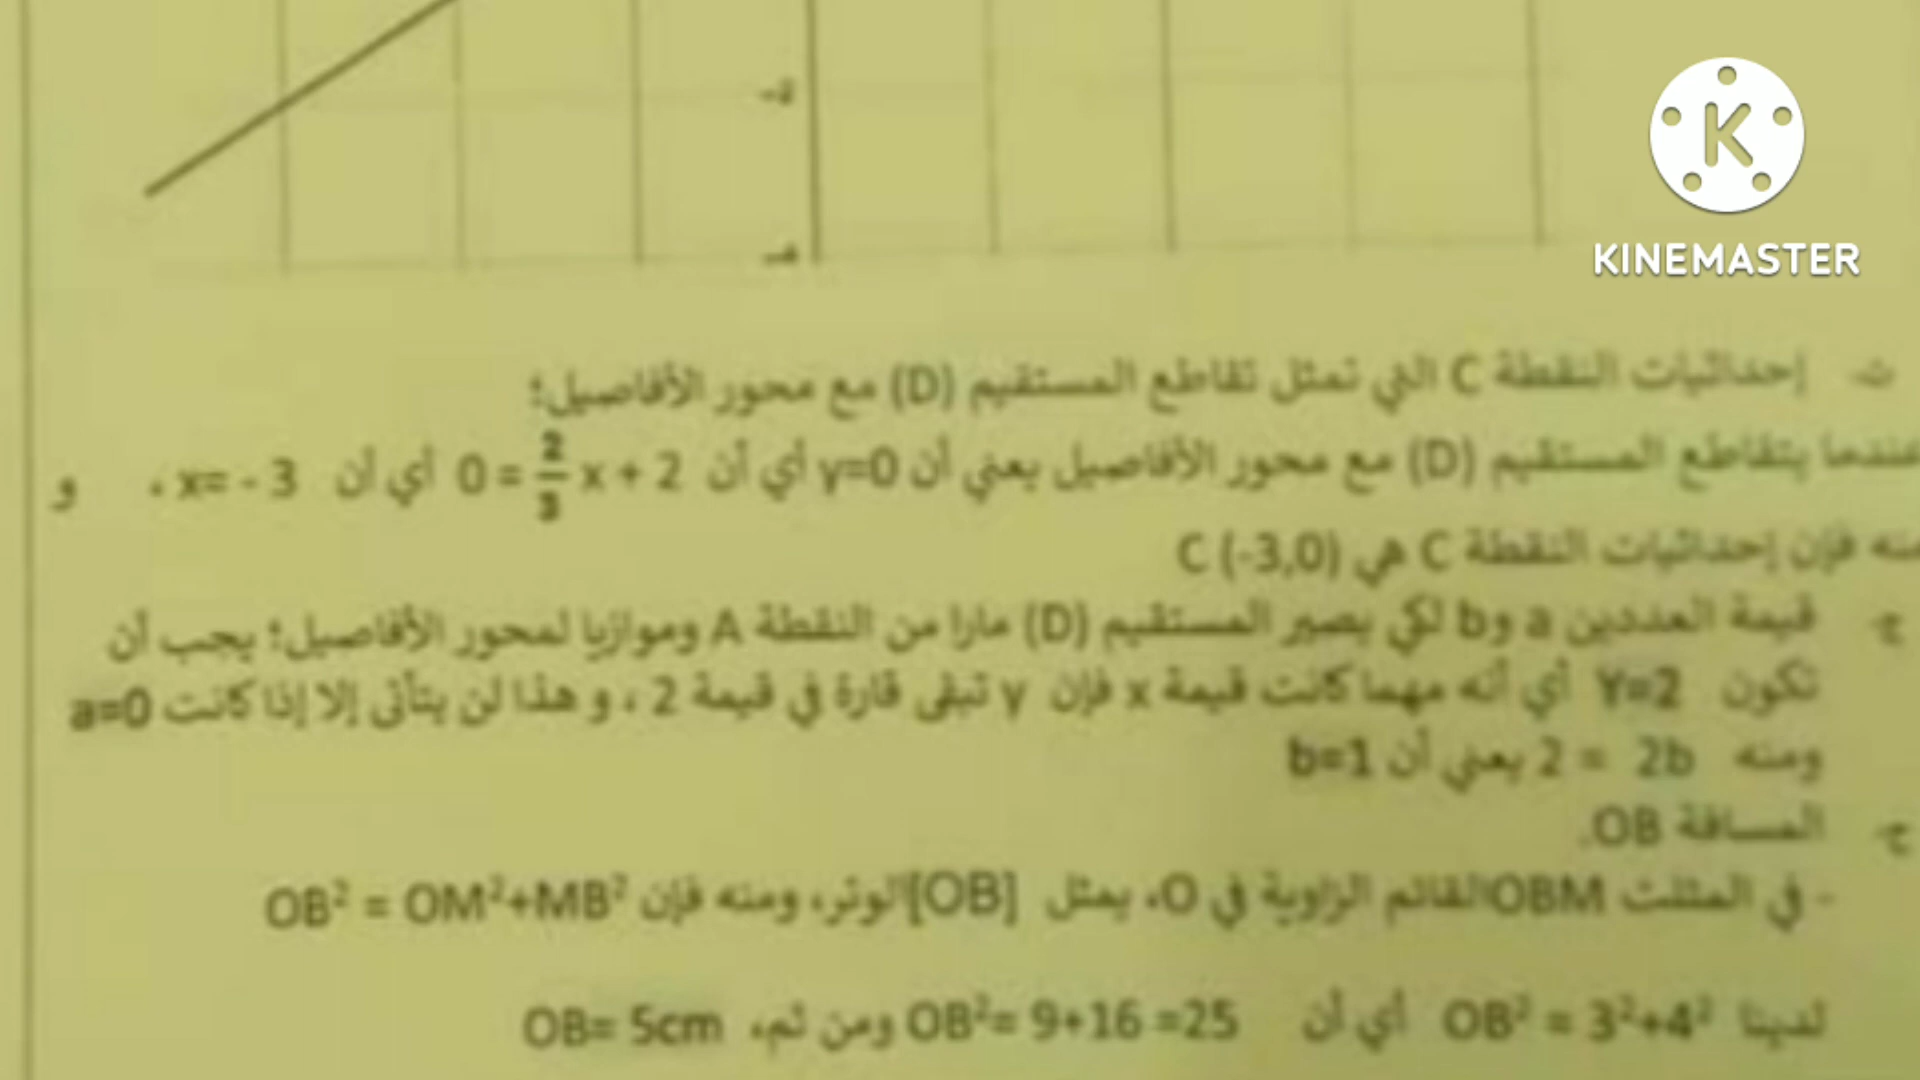 -2
KINEMASTER
-4
ث- إحداثيات النقطة C التي تمثل تقاطع المستقيم (D) مع محور الأفاصيل؛
عندما يتقاطع المستقيم (D) مع محور الأفاصيل يعني أن y=0 أي أن 0 = 2/3 x + 2 أي أن x= - 3 ، و
منه فإن إحداثيات النقطة C هي C (-3,0)
ج قيمة العددين a وb لكي يصير المستقيم (D) مارا من النقطة A وموازيا لمحور الأفاصيل؛ يجب أن
تكون Y=2 أي أنه مهما كانت قيمة x فإن y تبقى قارة في قيمة 2 ، و هذا لن يتأتى إلا إذا كانت a=0
ومنه 2 = 2b يعني أن b=1
ح المسافة OB.
- في المثلث OBM القائم الزاوية في O، يمثل [OB] الوتر، ومنه فإن OB² = OM²+MB²
لدينا OB² = 3²+4² أي أن OB²= 9+16 =25 ومن ثم، OB= 5cm